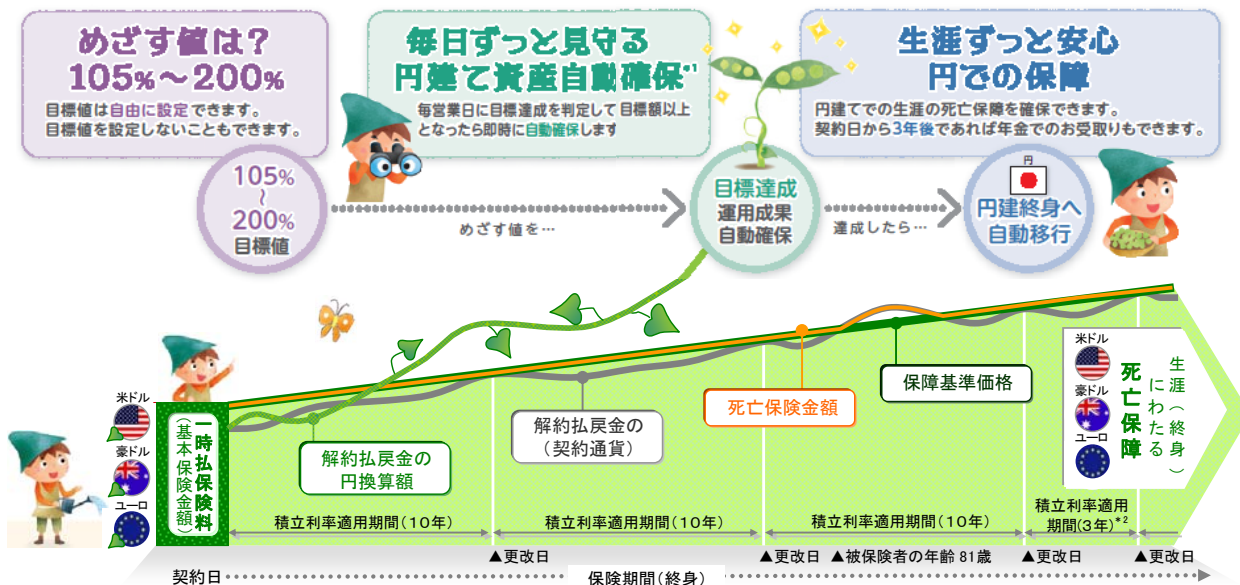 めざす値は?
105%~200%
目標値は自由に設定できます。
目標値を設定しないこともできます。
毎日ずっと見守る
円建て資産自動確保*1
毎営業日に目標達成を判定して目標額以上
となったら即時に自動確保します
生涯ずっと安心
円での保障
円建てでの生涯の死亡保障を確保できます。
契約日から3年後であれば年金でのお受取りもできます。
105%
~
200%
目標値
めざす値を…
目標達成
運用成果
自動確保
達成したら…
円
円建終身へ
自動移行
米ドル
豪ドル
ユーロ
一時払保険料
(基本保険金額)
解約払戻金の
円換算額
解約払戻金の
(契約通貨)
死亡保険金額
保障基準価格
米ドル
豪ドル
ユーロ
生涯(終身)
にわたる
死亡保障
積立利率適用期間(10年)
積立利率適用期間(10年)
積立利率適用期間(10年)
積立利率適用
期間(3年)*2
▲更改日
▲更改日
▲被保険者の年齢 81歳
▲更改日
▲更改日
契約日
保険期間(終身)